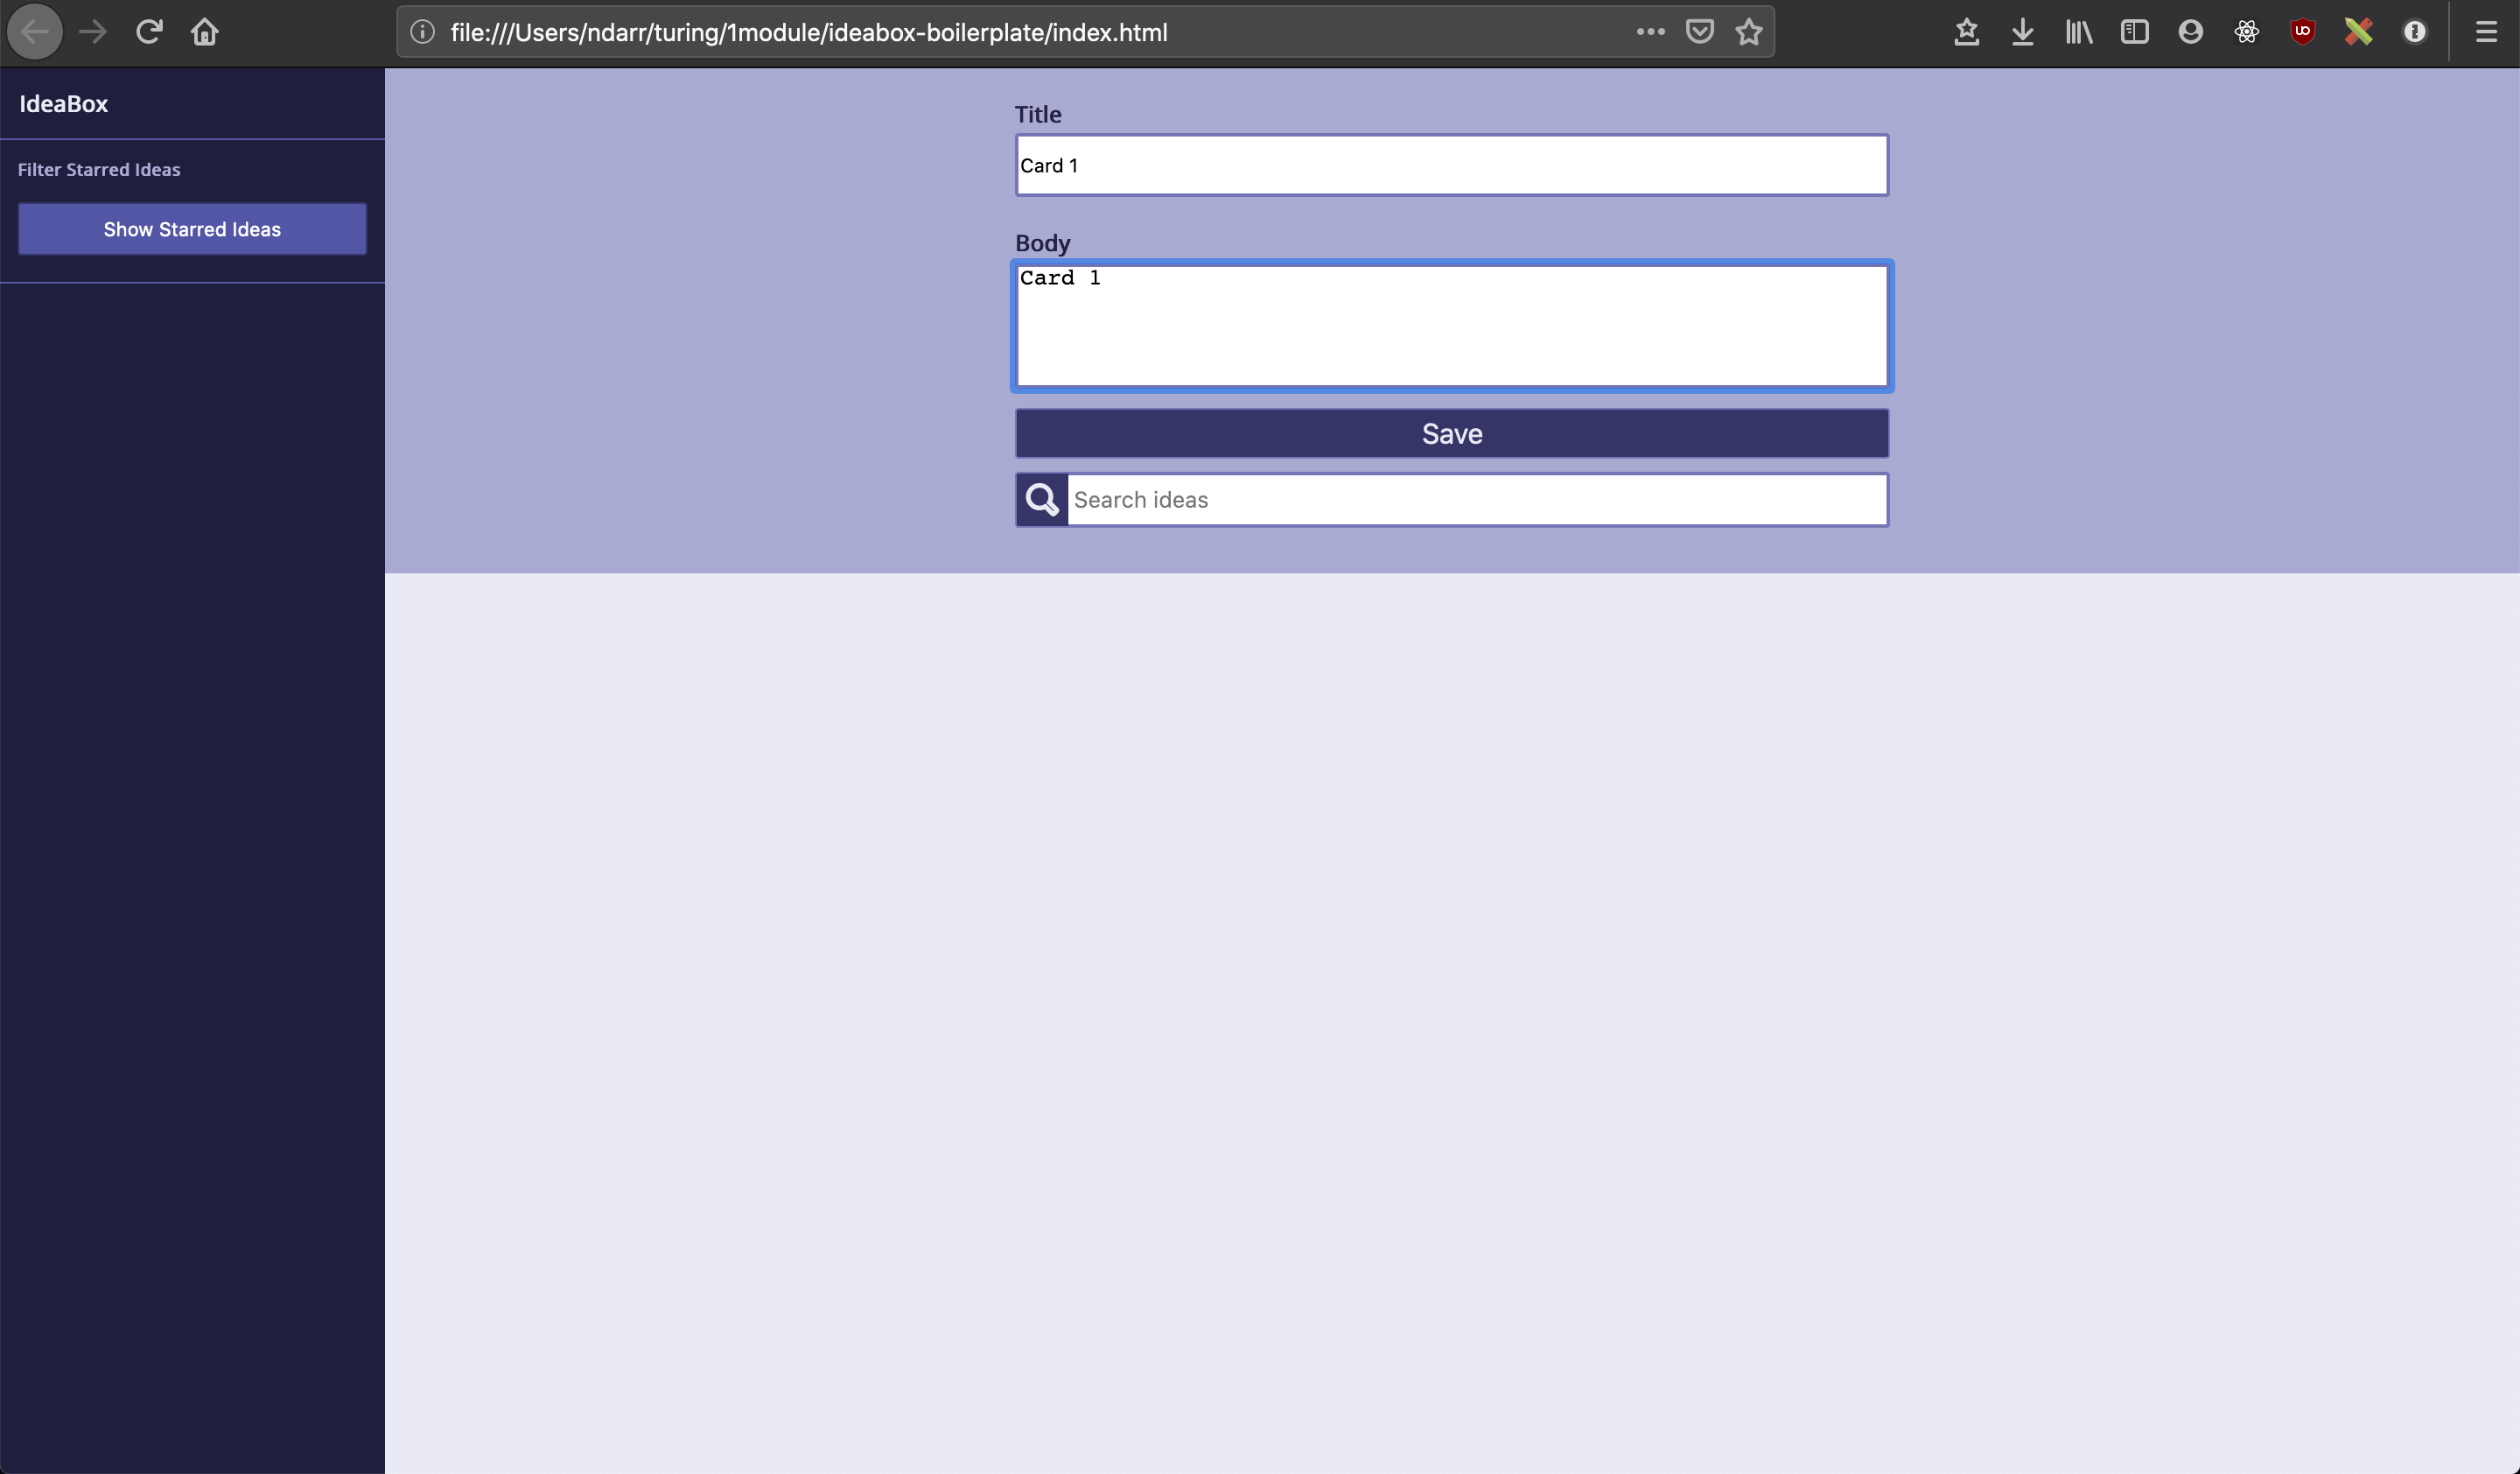 file:///Users/ndarr/turing/1module/ideabox-boilerplate/index.html
IdeaBox
Filter Starred Ideas
Show Starred Ideas
Title
Card 1
Body
Card 1
Save
Search ideas